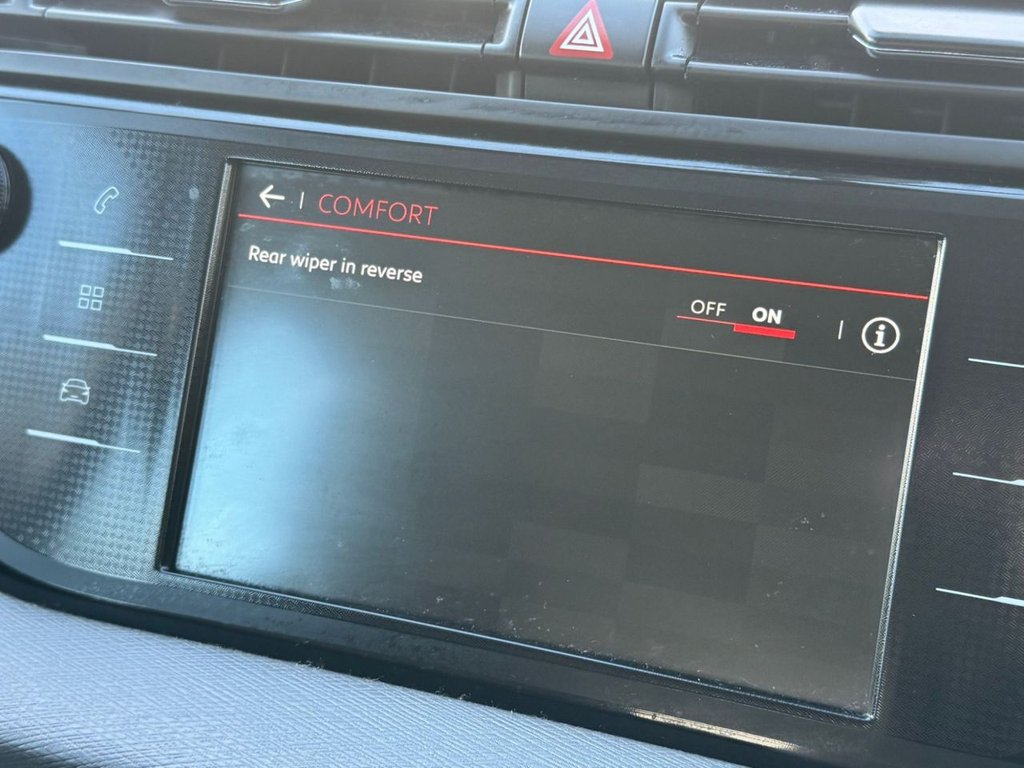 COMFORT
Rear wiper in reverse
OFF ON